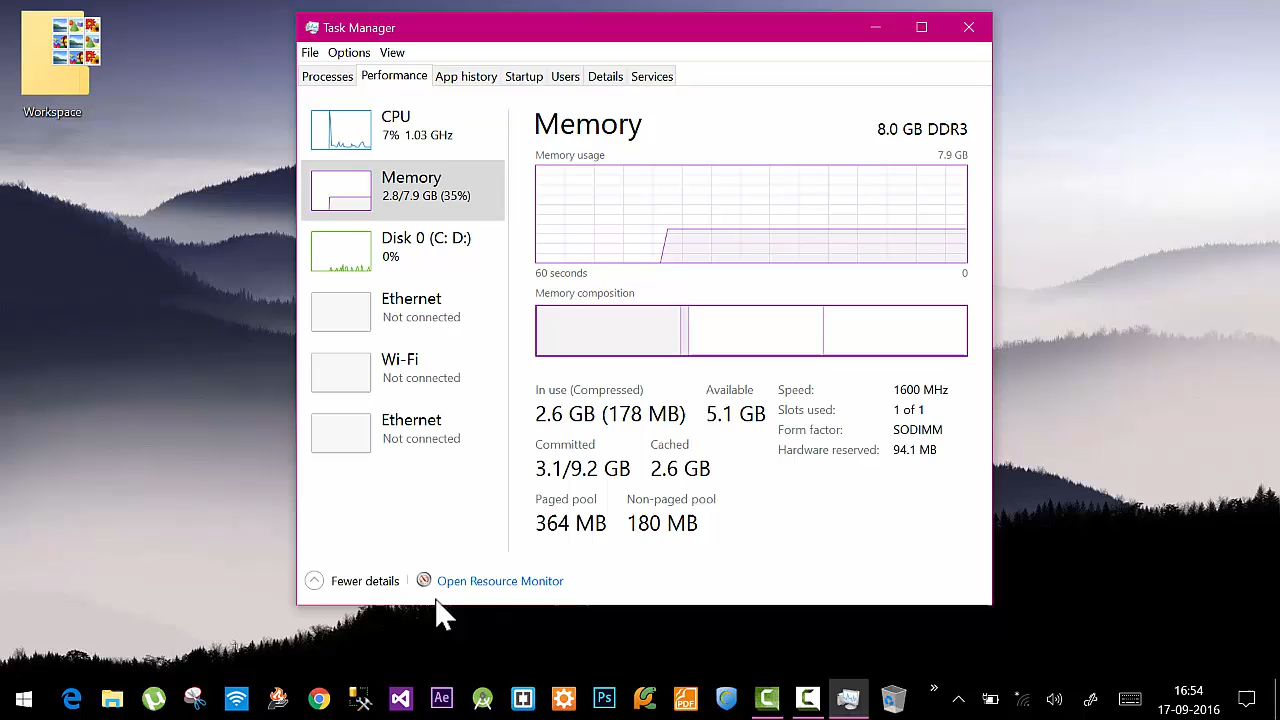 Workspace
Task Manager
File Options View
Processes Performance App history Startup Users Details Services
CPU
7% 1.03 GHz
Memory
2.8/7.9 GB (35%)
Disk 0 (C: D:)
0%
Ethernet
Not connected
Wi-Fi
Not connected
Ethernet
Not connected
Memory
8.0 GB DDR3
Memory usage
7.9 GB
60 seconds
0
Memory composition
In use (Compressed)
2.6 GB (178 MB)
Available
5.1 GB
Committed
3.1/9.2 GB
Cached
2.6 GB
Paged pool
364 MB
Non-paged pool
180 MB
Speed: 1600 MHz
Slots used: 1 of 1
Form factor: SODIMM
Hardware reserved: 94.1 MB
Fewer details
Open Resource Monitor
Ae
Ps
PDF
16:54
17-09-2016